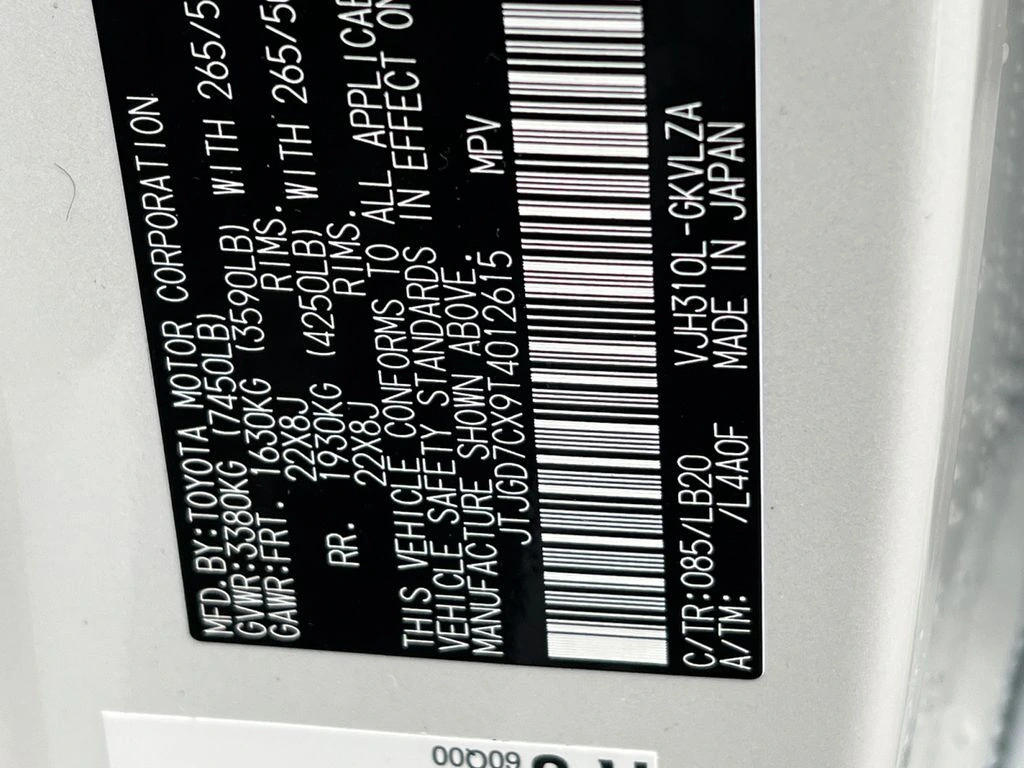 MFD.BY:TOYOTA MOTOR CORPORATION
GVWR:3380KG (7450LB)
GAWR:FRT. 1630KG (3590LB) WITH 265/5
22X8J RIMS.
RR. 1930KG (4250LB) WITH 265/50
22X8J RIMS.
THIS VEHICLE CONFORMS TO ALL APPLICAB
VEHICLE SAFETY STANDARDS IN EFFECT ON
MANUFACTURE SHOWN ABOVE.
JTJGD7CX9T4012615 MPV
C/TR:085/LB20 VJH310L-GKVLZA
A/TM: /L4A0F MADE IN JAPAN
60Q00